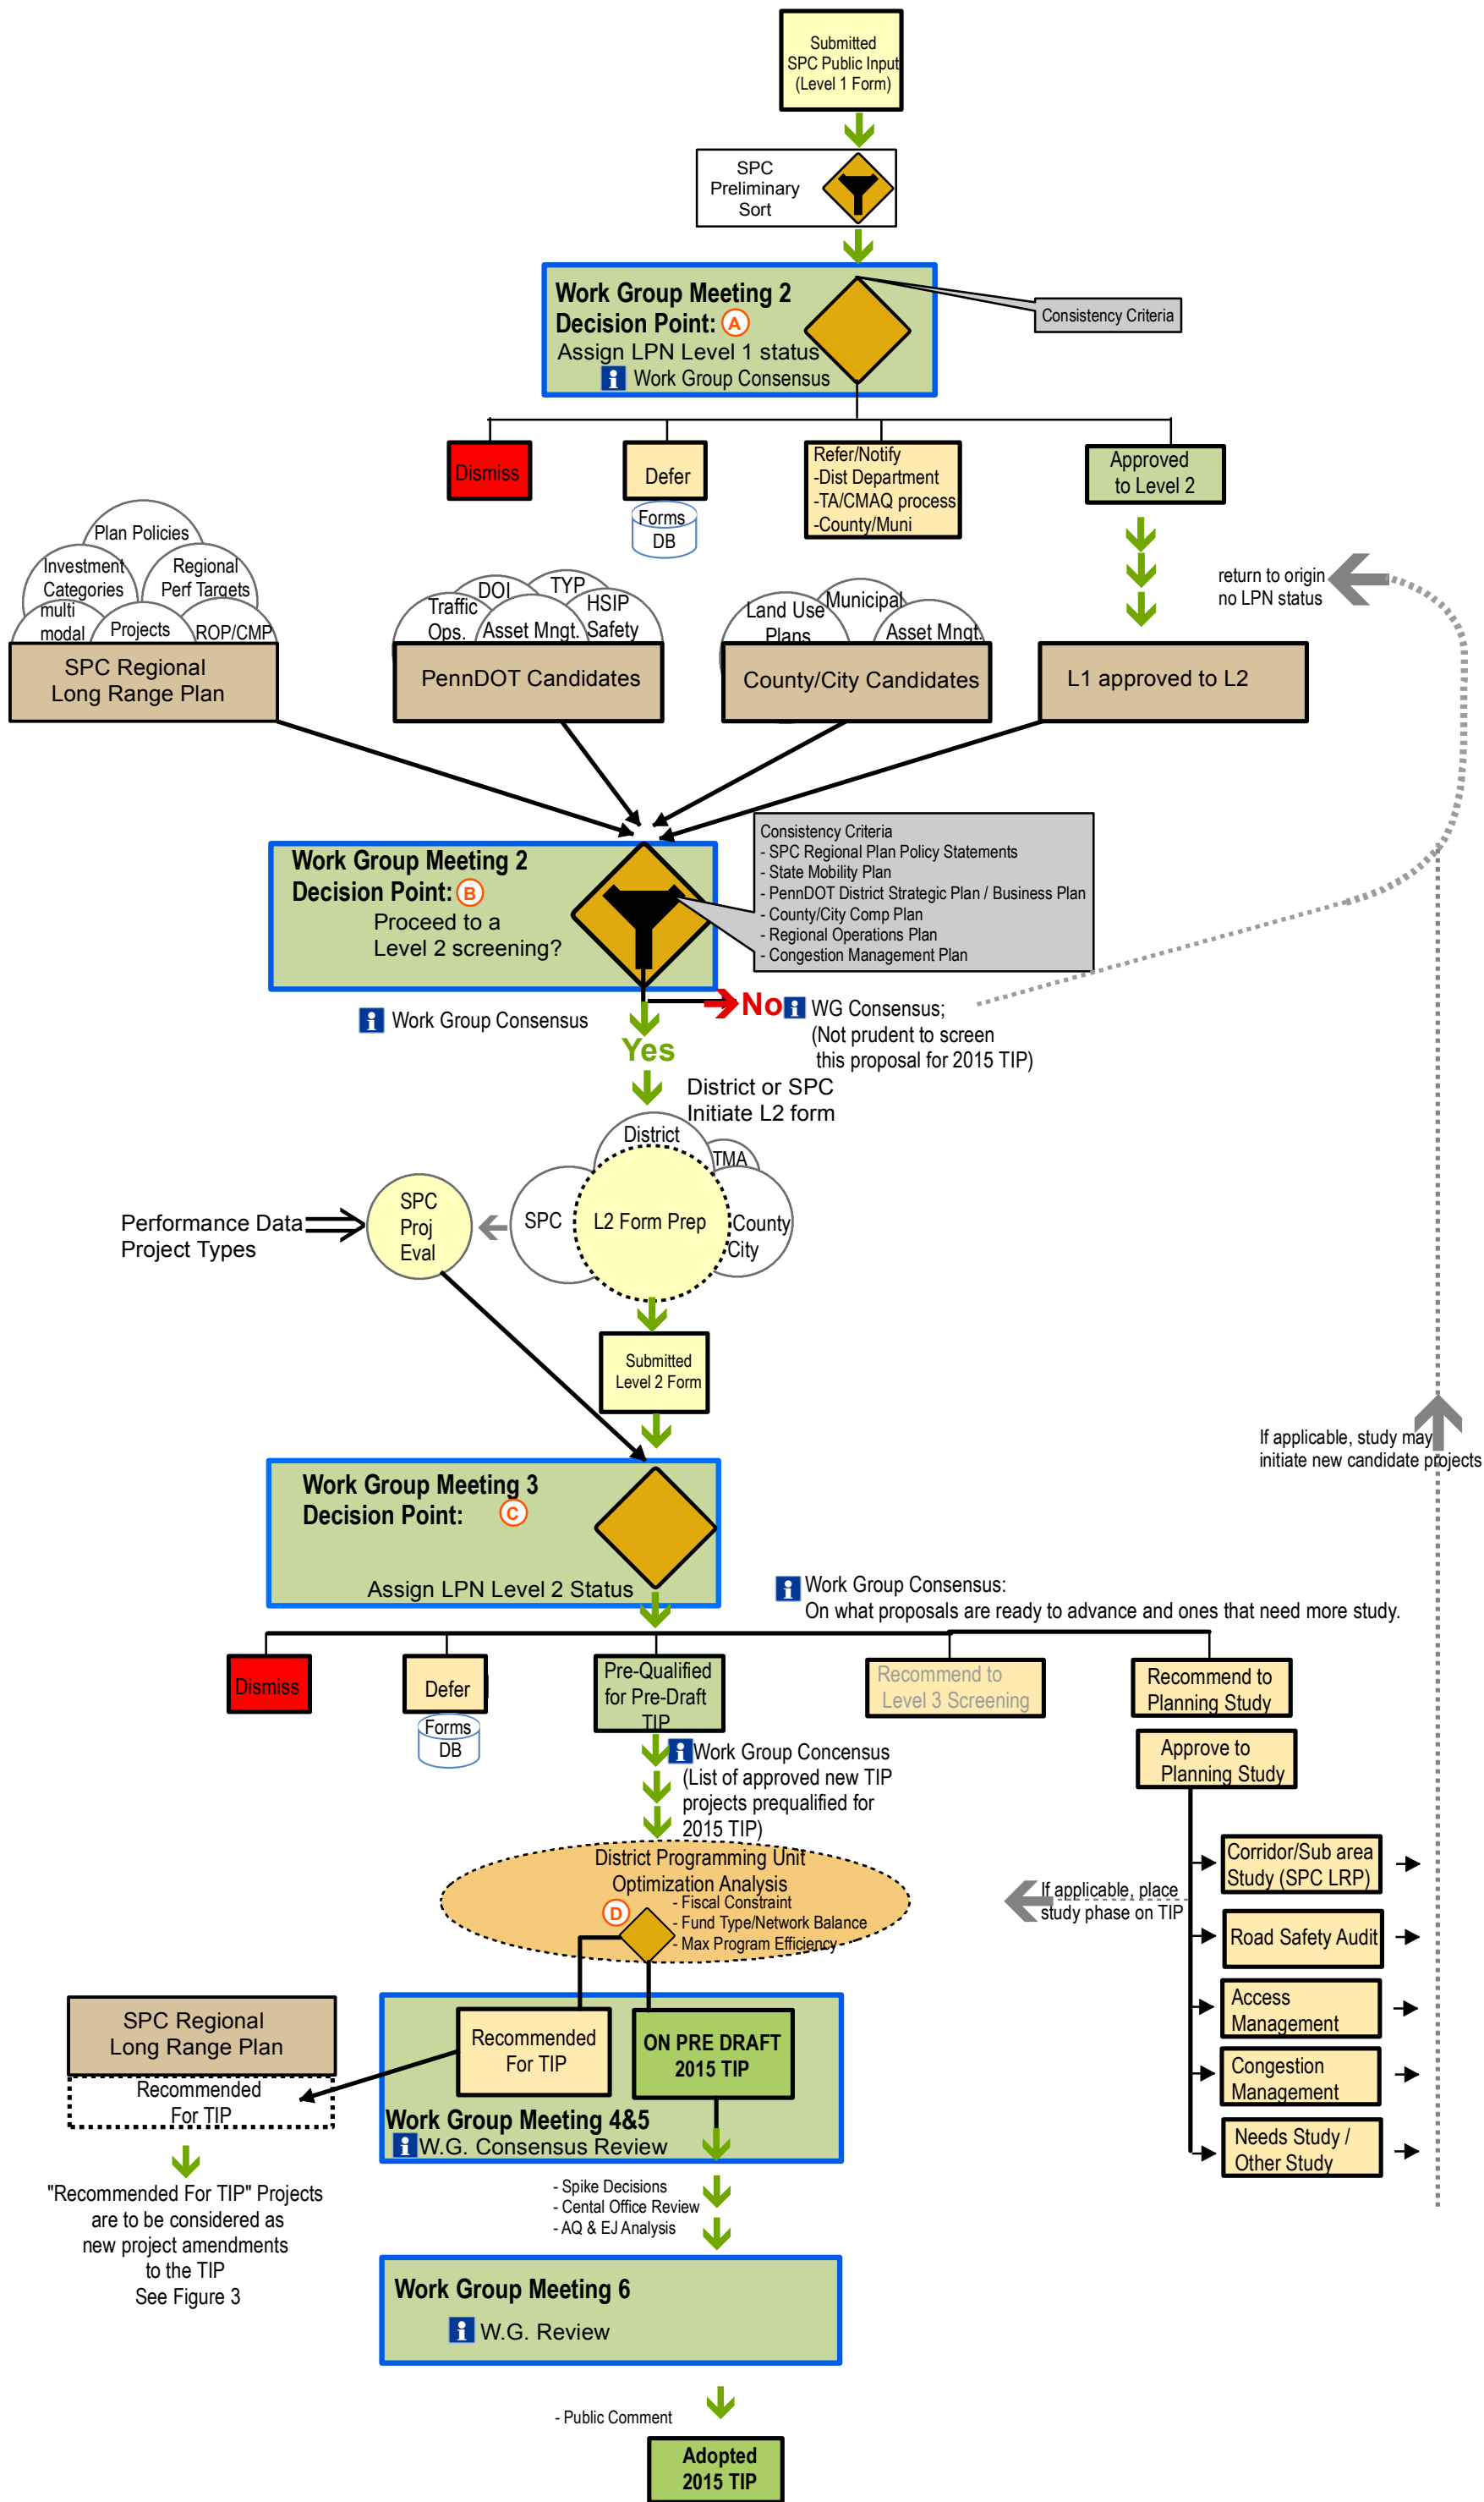 Submitted
SPC Public Input
(Level 1 Form)
SPC
Preliminary
Sort
Work Group Meeting 2
Decision Point: A
Assign LPN Level 1 status
i Work Group Consensus
Consistency Criteria
Dismiss
Defer
Forms
DB
Refer/Notify
-Dist Department
-TA/CMAQ process
-County/Muni
Approved
to Level 2
return to origin
no LPN status
Plan Policies
Investment
Categories
Regional
Perf Targets
multi
modal
Projects
ROP/CMP
SPC Regional
Long Range Plan
Traffic
Ops.
DOI
TYP
HSIP
Safety
Asset Mngt.
PennDOT Candidates
Land Use
Plans
Municipal
Asset Mngt.
County/City Candidates
L1 approved to L2
Work Group Meeting 2
Decision Point: B
Proceed to a
Level 2 screening?
Consistency Criteria
- SPC Regional Plan Policy Statements
- State Mobility Plan
- PennDOT District Strategic Plan / Business Plan
- County/City Comp Plan
- Regional Operations Plan
- Congestion Management Plan
i Work Group Consensus
No
i WG Consensus;
(Not prudent to screen
this proposal for 2015 TIP)
Yes
District or SPC
Initiate L2 form
District
TMA
SPC
L2 Form Prep
County
City
SPC
Proj
Eval
Performance Data
Project Types
Submitted
Level 2 Form
If applicable, study may
initiate new candidate projects
Work Group Meeting 3
Decision Point: C
Assign LPN Level 2 Status
i Work Group Consensus:
On what proposals are ready to advance and ones that need more study.
Dismiss
Defer
Forms
DB
Pre-Qualified
for Pre-Draft
TIP
Recommend to
Level 3 Screening
Recommend to
Planning Study
Approve to
Planning Study
i Work Group Concensus
(List of approved new TIP
projects prequalified for
2015 TIP)
District Programming Unit
Optimization Analysis
D
- Fiscal Constraint
- Fund Type/Network Balance
- Max Program Efficiency
If applicable, place
study phase on TIP
Corridor/Sub area
Study (SPC LRP)
Road Safety Audit
Access
Management
Congestion
Management
Needs Study /
Other Study
SPC Regional
Long Range Plan
Recommended
For TIP
Recommended
For TIP
ON PRE DRAFT
2015 TIP
Work Group Meeting 4&5
i W.G. Consensus Review
"Recommended For TIP" Projects
are to be considered as
new project amendments
to the TIP
See Figure 3
- Spike Decisions
- Cental Office Review
- AQ & EJ Analysis
Work Group Meeting 6
i W.G. Review
- Public Comment
Adopted
2015 TIP